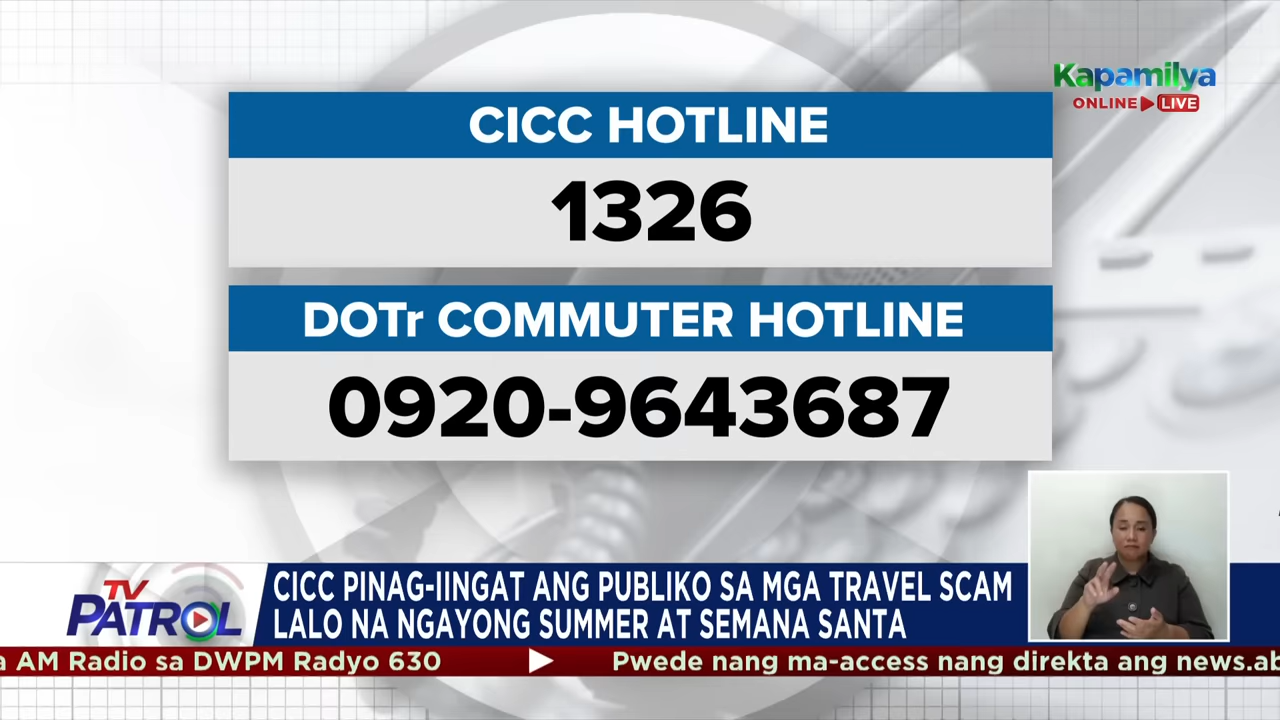 Kapamilya
ONLINE LIVE
CICC HOTLINE
1326
DOTr COMMUTER HOTLINE
0920-9643687
TV PATROL
CICC PINAG-IINGAT ANG PUBLIKO SA MGA TRAVEL SCAM
LALO NA NGAYONG SUMMER AT SEMANA SANTA
a AM Radio sa DWPM Radyo 630 Pwede nang ma-access nang direkta ang news.ab